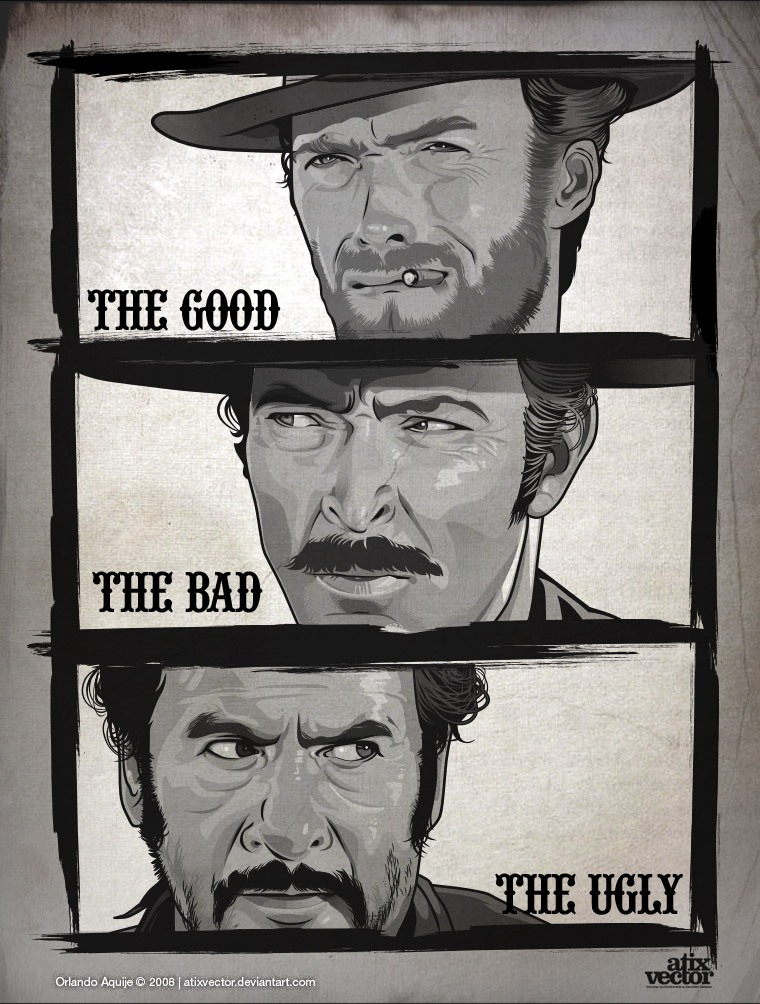 THE GOOD
THE BAD
THE UGLY
Orlando Aquije © 2008 | atixvector.deviantart.com
atix
vector